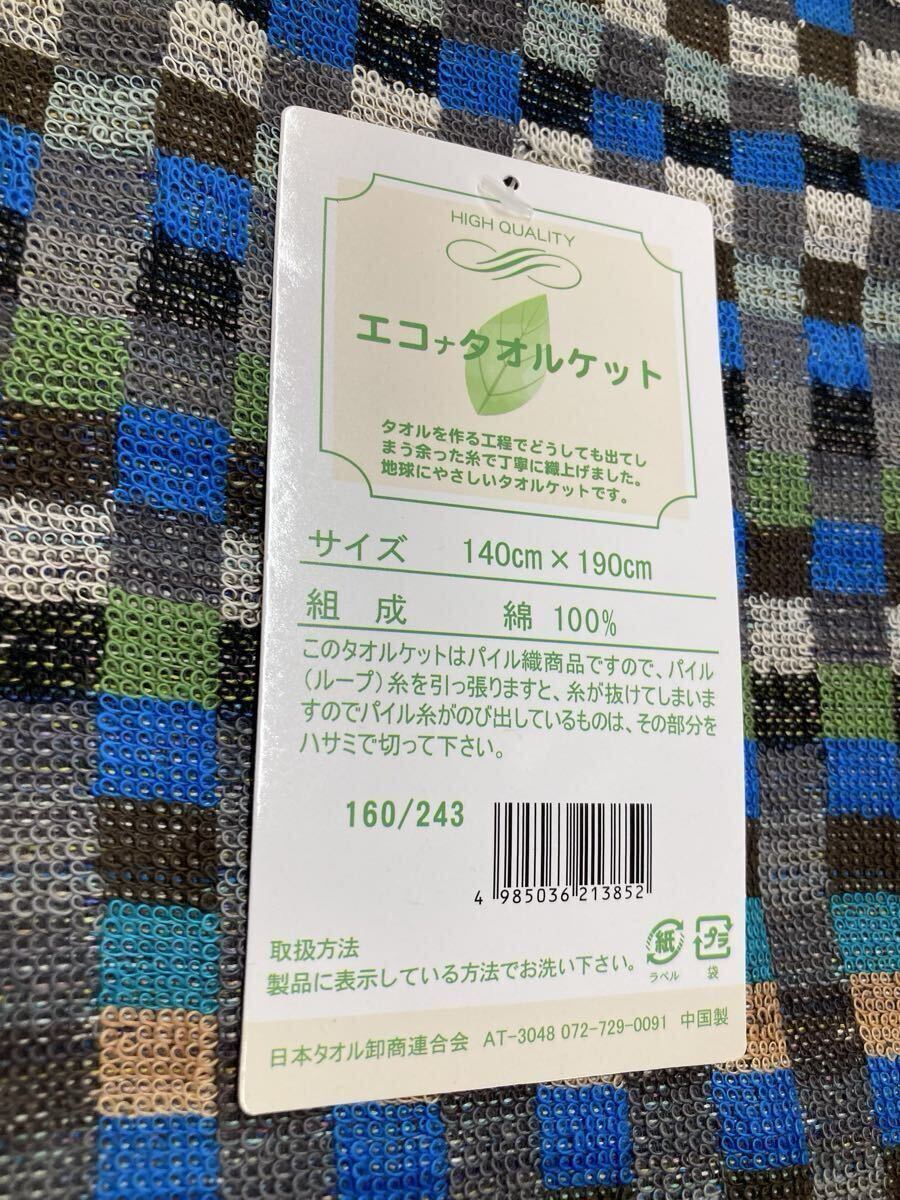 HIGH QUALITY
エコナタオルケット
タオルを作る工程でどうしても出てし
まう余った糸で丁寧に織上げました。
地球にやさしいタオルケットです。
サイズ 140cm×190cm
組成 綿 100%
このタオルケットはパイル織商品ですので、パイル
(ループ)糸を引っ張りますと、糸が抜けてしまいま
すのでパイル糸がのび出しているものは、その部分を
ハサミで切って下さい。
160/243
4 985036 213852
取扱方法
製品に表示している方法でお洗い下さい。
紙
ラベル
プラ
袋
日本タオル卸商連合会 AT-3048 072-729-0091 中国製